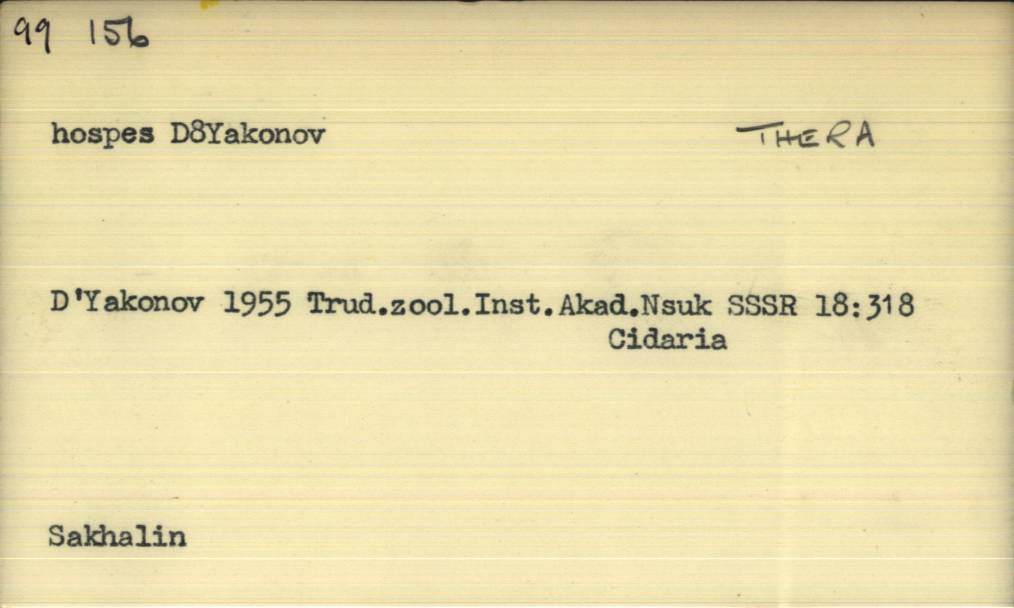 99 156
hospes D8Yakonov THERA
D'Yakonov 1955 Trud.zool.Inst.Akad.Nsuk SSSR 18:318
Cidaria
Sakhalin